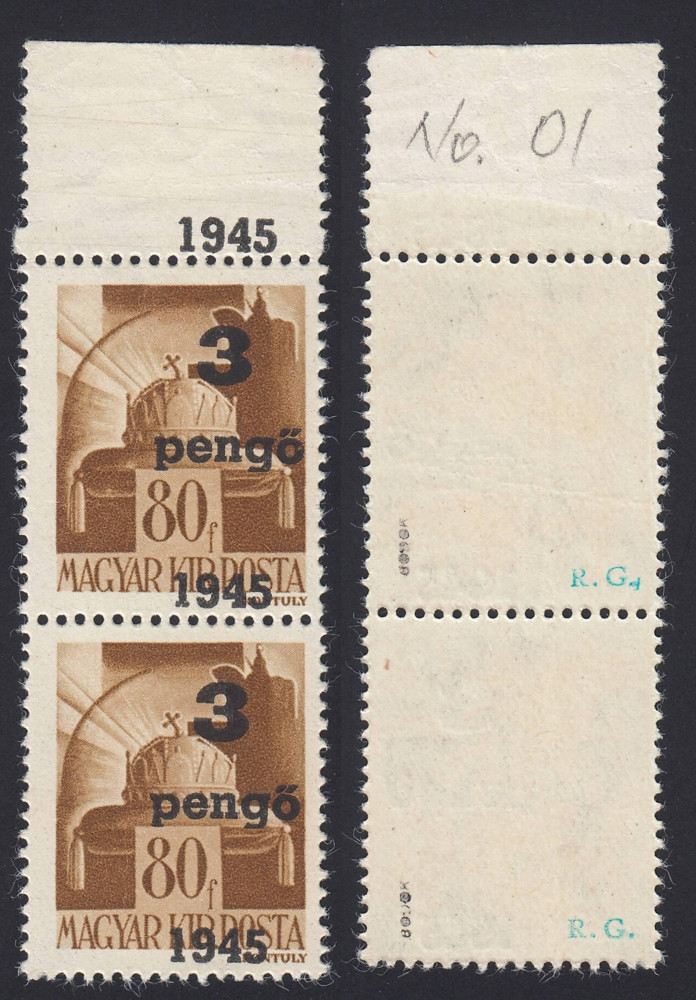 1945
3
pengő
80f
MAGYAR KIR. POSTA
1945
3
pengő
80f
MAGYAR KIR. POSTA
1945
No. 01
R. G.
R. G.